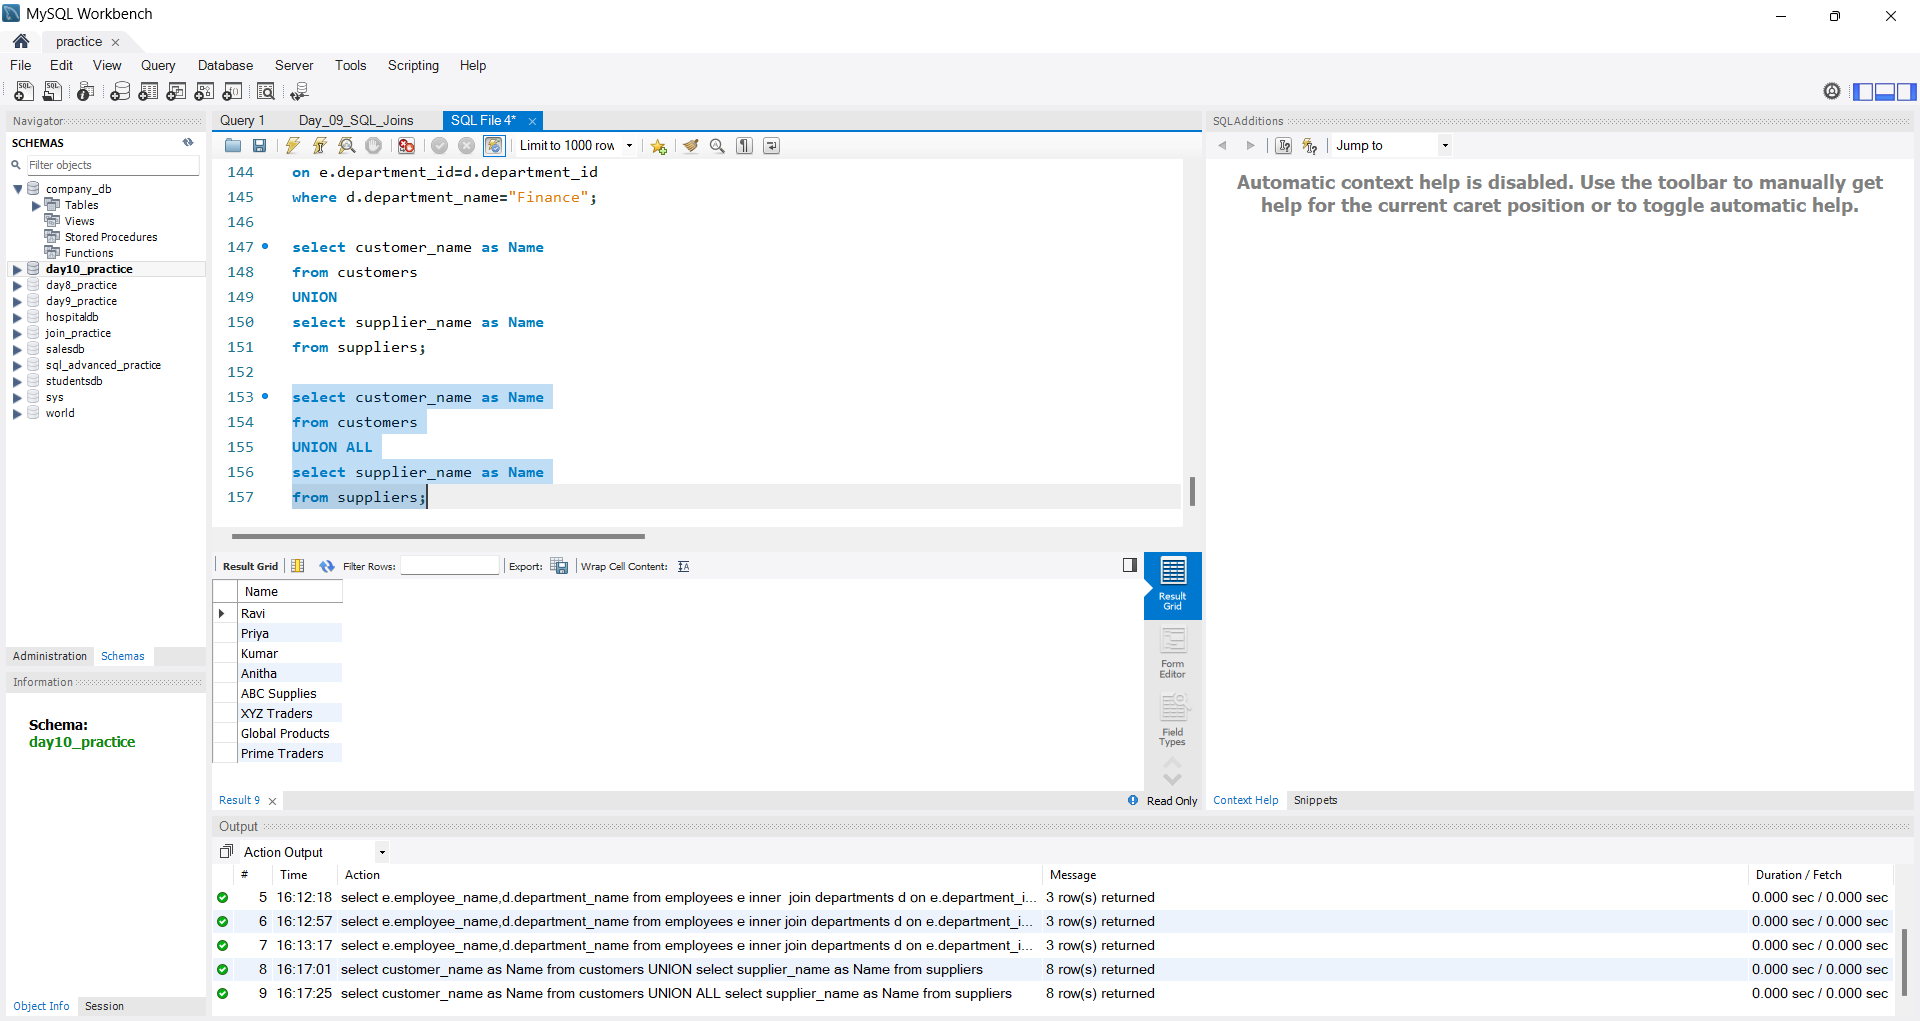 MySQL Workbench
practice
File Edit View Query Database Server Tools Scripting Help
Navigator
SCHEMAS
Filter objects
company_db
Tables
Views
Stored Procedures
Functions
day10_practice
day8_practice
day9_practice
hospitaldb
join_practice
salesdb
sql_advanced_practice
studentsdb
sys
world
Administration Schemas
Information
Schema:
day10_practice
Object Info Session
Query 1 Day_09_SQL_Joins SQL File 4*
Limit to 1000 row
144 on e.department_id=d.department_id
145 where d.department_name="Finance";
146
147 select customer_name as Name
148 from customers
149 UNION
150 select supplier_name as Name
151 from suppliers;
152
153 select customer_name as Name
154 from customers
155 UNION ALL
156 select supplier_name as Name
157 from suppliers;
Result Grid Filter Rows: Export: Wrap Cell Content:
Name
Ravi
Priya
Kumar
Anitha
ABC Supplies
XYZ Traders
Global Products
Prime Traders
Result Grid
Form Editor
Field Types
Result 9
Read Only
SQLAdditions
Jump to
Automatic context help is disabled. Use the toolbar to manually get
help for the current caret position or to toggle automatic help.
Context Help Snippets
Output
Action Output
# Time Action Message Duration / Fetch
5 16:12:18 select e.employee_name,d.department_name from employees e inner join departments d on e.department_i... 3 row(s) returned 0.000 sec / 0.000 sec
6 16:12:57 select e.employee_name,d.department_name from employees e inner join departments d on e.department_i... 3 row(s) returned 0.000 sec / 0.000 sec
7 16:13:17 select e.employee_name,d.department_name from employees e inner join departments d on e.department_i... 3 row(s) returned 0.000 sec / 0.000 sec
8 16:17:01 select customer_name as Name from customers UNION select supplier_name as Name from suppliers 8 row(s) returned 0.000 sec / 0.000 sec
9 16:17:25 select customer_name as Name from customers UNION ALL select supplier_name as Name from suppliers 8 row(s) returned 0.000 sec / 0.000 sec